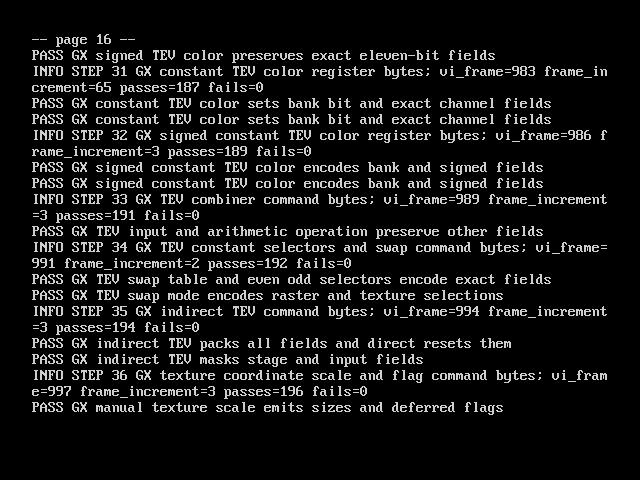 -- page 16 --
PASS GX signed TEV color preserves exact eleven-bit fields
INFO STEP 31 GX constant TEV color register bytes; vi_frame=983 frame_in
crement=65 passes=187 fails=0
PASS GX constant TEV color sets bank bit and exact channel fields
PASS GX constant TEV color sets bank bit and exact channel fields
INFO STEP 32 GX signed constant TEV color register bytes; vi_frame=986 f
rame_increment=3 passes=189 fails=0
PASS GX signed constant TEV color encodes bank and signed fields
PASS GX signed constant TEV color encodes bank and signed fields
INFO STEP 33 GX TEV combiner command bytes; vi_frame=989 frame_increment
=3 passes=191 fails=0
PASS GX TEV input and arithmetic operation preserve other fields
INFO STEP 34 GX TEV constant selectors and swap command bytes; vi_frame=
991 frame_increment=2 passes=192 fails=0
PASS GX TEV swap table and even odd selectors encode exact fields
PASS GX TEV swap mode encodes raster and texture selections
INFO STEP 35 GX indirect TEV command bytes; vi_frame=994 frame_increment
=3 passes=194 fails=0
PASS GX indirect TEV packs all fields and direct resets them
PASS GX indirect TEV masks stage and input fields
INFO STEP 36 GX texture coordinate scale and flag command bytes; vi_fram
e=997 frame_increment=3 passes=196 fails=0
PASS GX manual texture scale emits sizes and deferred flags